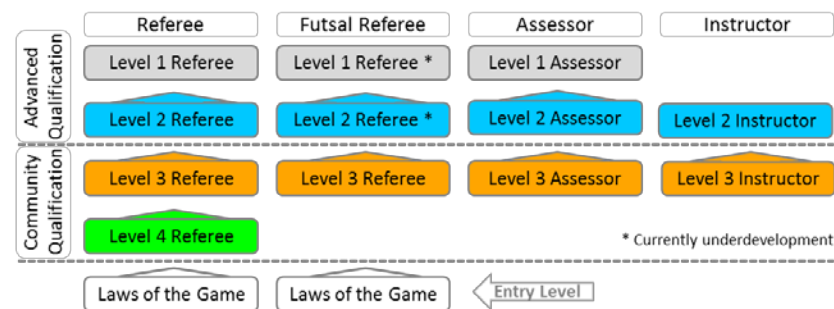 Referee Futsal Referee Assessor Instructor
Advanced
Qualification
Level 1 Referee Level 1 Referee * Level 1 Assessor
Level 2 Referee Level 2 Referee * Level 2 Assessor Level 2 Instructor
Community
Qualification
Level 3 Referee Level 3 Referee Level 3 Assessor Level 3 Instructor
Level 4 Referee
* Currently underdevelopment
Laws of the Game Laws of the Game Entry Level